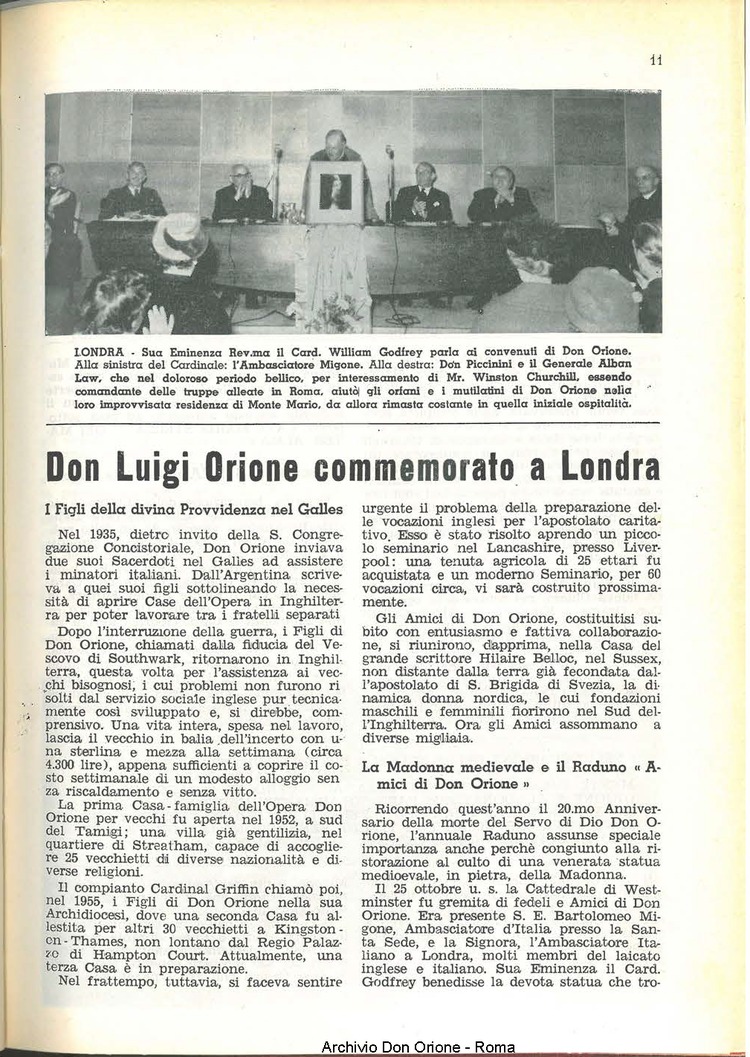 11
LONDRA - Sua Eminenza Rev.ma il Card. William Godfrey parla ai convenuti di Don Orione.
Alla sinistra del Cardinale: l'Ambasciatore Migone. Alla destra: Don Piccinini e il Generale Alban
Law, che nel doloroso periodo bellico, per interessamento di Mr. Winston Churchill, essendo
comandante delle truppe alleate in Roma, aiutò gli orfani e i mutilatini di Don Orione nella
loro improvvisata residenza di Monte Mario, da allora rimasta costante in quella iniziale ospitalità.
Don Luigi Orione commemorato a Londra
I Figli della divina Provvidenza nel Galles
Nel 1935, dietro invito della S. Congre-
gazione Concistoriale, Don Orione inviava
due suoi Sacerdoti nel Galles ad assistere
i minatori italiani. Dall'Argentina scrive-
va a quei suoi figli sottolineando la neces-
sità di aprire Case dell'Opera in Inghilter-
ra per poter lavorare tra i fratelli separati
Dopo l'interruzione della guerra, i Figli di
Don Orione, chiamati dalla fiducia del Ve-
scovo di Southwark, ritornarono in Inghil-
terra, questa volta per l'assistenza ai vec-
chi bisognosi, i cui problemi non furono ri
solti dal servizio sociale inglese pur tecnica-
mente così sviluppato e, si direbbe, com-
prensivo. Una vita intera, spesa nel lavoro,
lascia il vecchio in balia dell'incerto con u-
na sterlina e mezza alla settimana (circa
4.300 lire), appena sufficienti a coprire il co-
sto settimanale di un modesto alloggio sen
za riscaldamento e senza vitto.
La prima Casa-famiglia dell'Opera Don
Orione per vecchi fu aperta nel 1952, a sud
del Tamigi; una villa già gentilizia, nel
quartiere di Streatham, capace di accoglie-
re 25 vecchietti di diverse nazionalità e di-
verse religioni.
Il compianto Cardinal Griffin chiamò poi,
nel 1955, i Figli di Don Orione nella sua
Archidiocesi, dove una seconda Casa fu al-
lestita per altri 30 vecchietti a Kingston-
on-Thames, non lontano dal Regio Palaz-
zo di Hampton Court. Attualmente, una
terza Casa è in preparazione.
Nel frattempo, tuttavia, si faceva sentire
urgente il problema della preparazione del-
le vocazioni inglesi per l'apostolato carita-
tivo. Esso è stato risolto aprendo un picco-
lo seminario nel Lancashire, presso Liver-
pool: una tenuta agricola di 25 ettari fu
acquistata e un moderno Seminario, per 60
vocazioni circa, vi sarà costruito prossima-
mente.
Gli Amici di Don Orione, costituitisi su-
bito con entusiasmo e fattiva collaborazio-
ne, si riunirono, dapprima, nella Casa del
grande scrittore Hilaire Belloc, nel Sussex,
non distante dalla terra già fecondata dal-
l'apostolato di S. Brigida di Svezia, la di-
namica donna nordica, le cui fondazioni
maschili e femminili fiorirono nel Sud del-
l'Inghilterra. Ora gli Amici assommano a
diverse migliaia.
La Madonna medievale e il Raduno « A-
mici di Don Orione »
Ricorrendo quest'anno il 20.mo Anniver-
sario della morte del Servo di Dio Don O-
rione, l'annuale Raduno assunse speciale
importanza anche perchè congiunto alla ri-
storazione al culto di una venerata statua
medioevale, in pietra, della Madonna.
Il 25 ottobre u. s. la Cattedrale di West-
minster fu gremita di fedeli e Amici di Don
Orione. Era presente S. E. Bartolomeo Mi-
gone, Ambasciatore d'Italia presso la San-
ta Sede, e la Signora, l'Ambasciatore Ita-
liano a Londra, molti membri del laicato
inglese e italiano. Sua Eminenza il Card.
Godfrey benedisse la devota statua che tro-
Archivio Don Orione - Roma